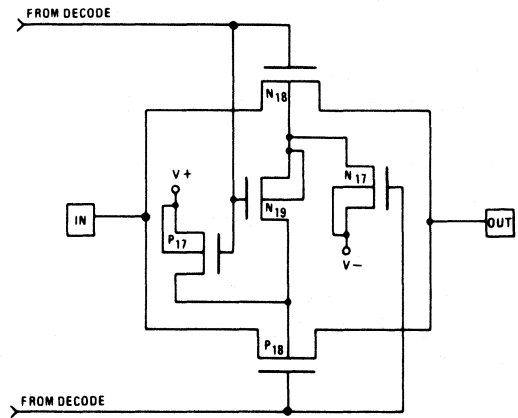 FROM DECODE
N18
V+
N17
IN
N19
P17
OUT
V−
P18
FROM DECODE